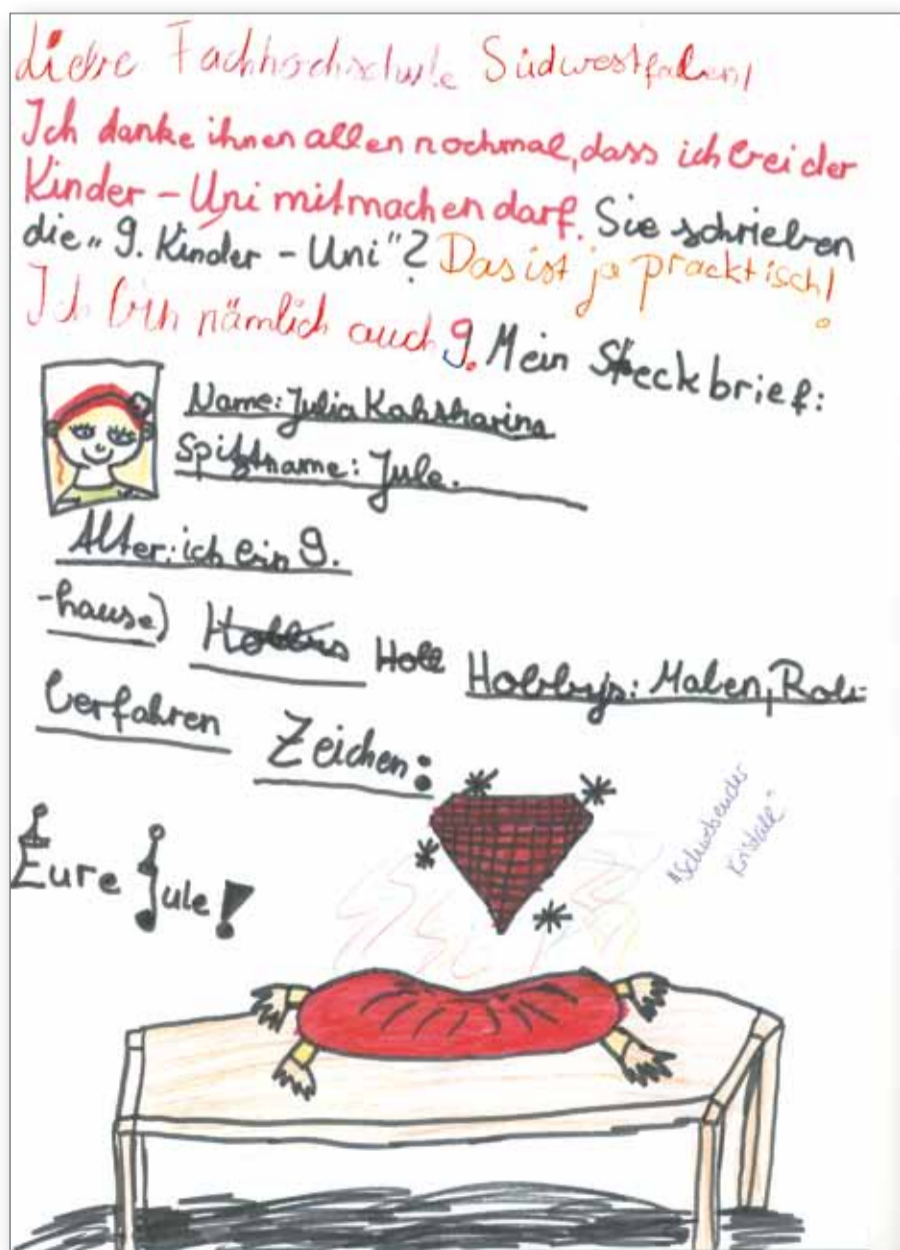 Liebe Fachhochschule Südwestfalen!
Ich danke ihnen allen nochmal, dass ich bei der
Kinder - Uni mitmachen darf. Sie schrieben
die „9. Kinder - Uni"? Das ist ja pracktisch!
Ich bin nämlich auch 9. Mein Steckbrief:
Name: Julia Kahtharina
Spitzname: Jule.
Alter: ich bin 9.
-hause) Hobbys Hobb Hobbys: Malen, Rol-
lerfahren Zeichen:
"Schwebender
Kristall"
Eure Jule!